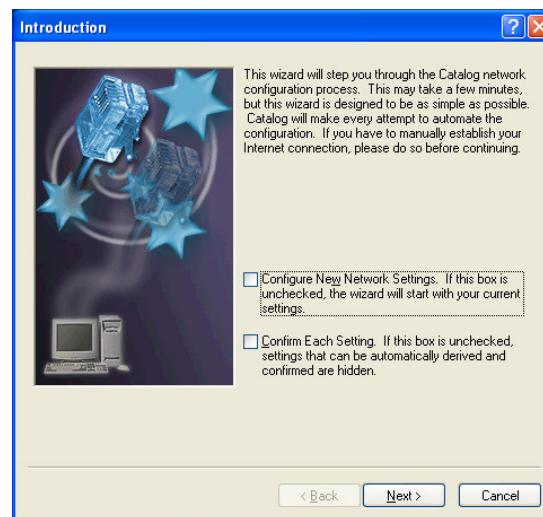 Introduction
This wizard will step you through the Catalog network
configuration process. This may take a few minutes,
but this wizard is designed to be as simple as possible.
Catalog will make every attempt to automate the
configuration. If you have to manually establish your
Internet connection, please do so before continuing.
Configure New Network Settings. If this box is
unchecked, the wizard will start with your current
settings.
Confirm Each Setting. If this box is unchecked,
settings that can be automatically derived and
confirmed are hidden.
< Back
Next >
Cancel